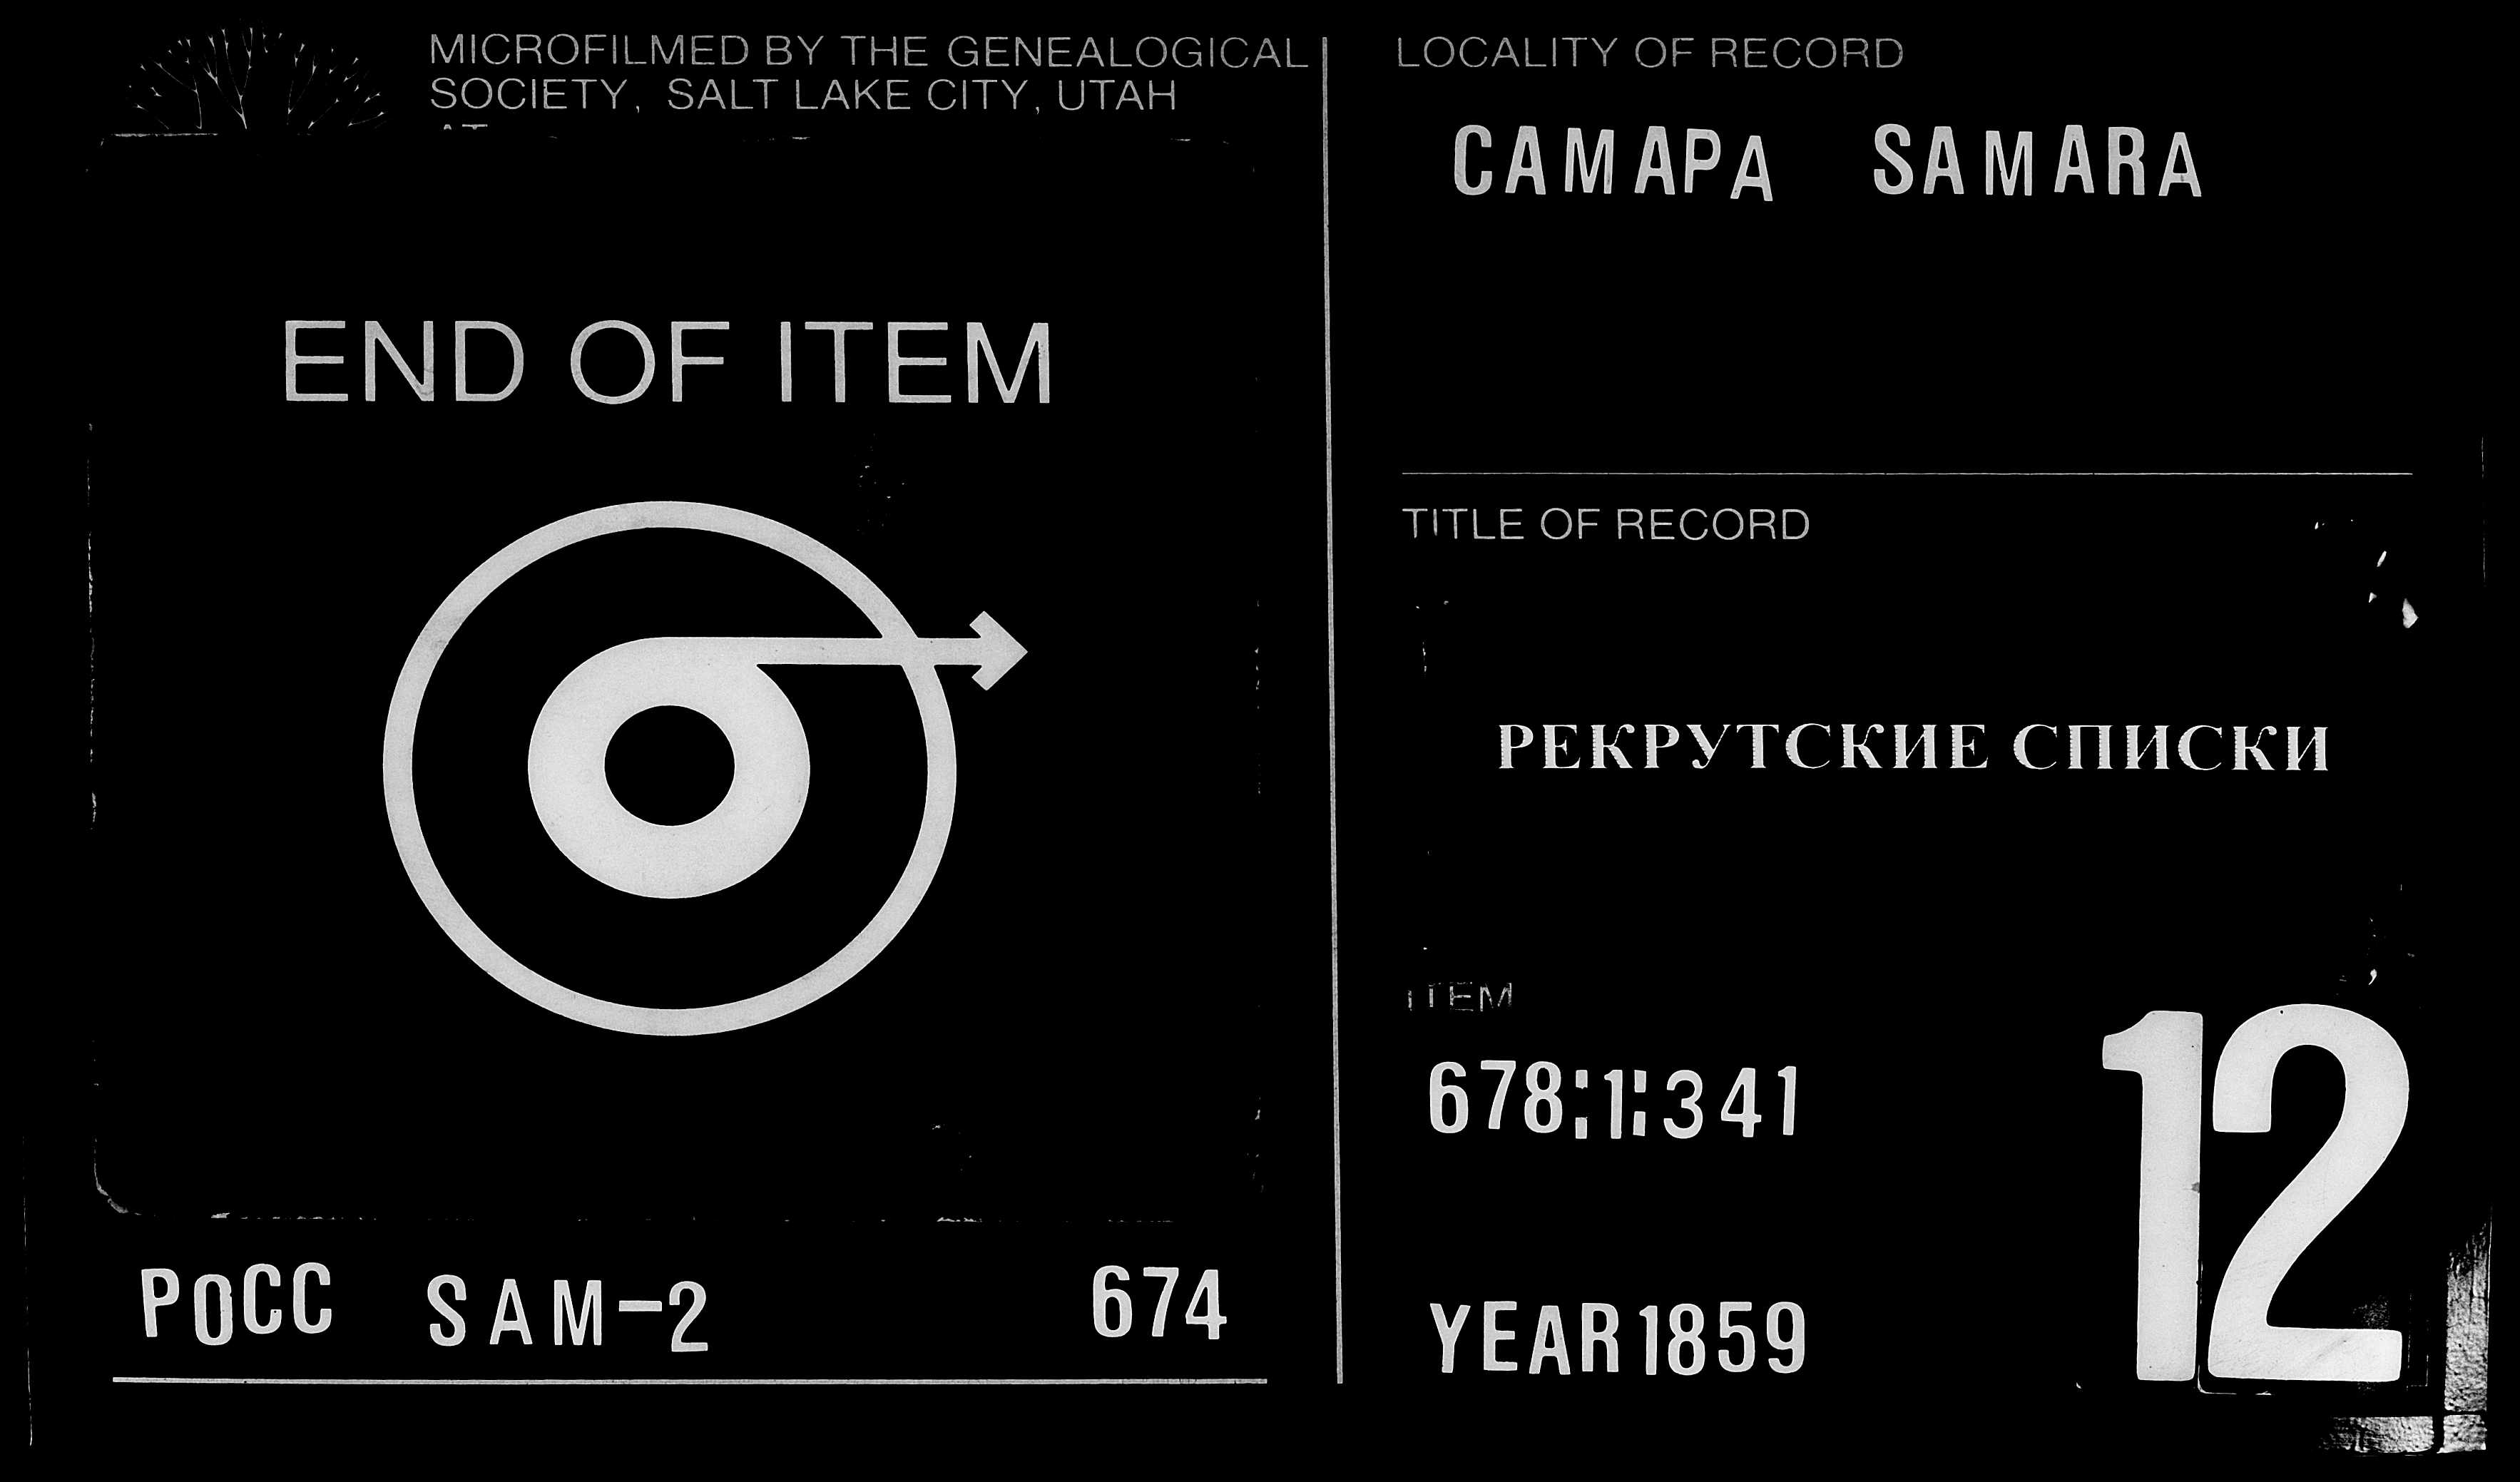 MICROFILMED BY THE GENEALOGICAL
SOCIETY, SALT LAKE CITY, UTAH
END OF ITEM
РОСС SAM-2 674
LOCALITY OF RECORD
САМАРА SAMARA
TITLE OF RECORD
РЕКРУТСКИЕ СПИСКИ
ITEM
678:1:341
12
YEAR 1859